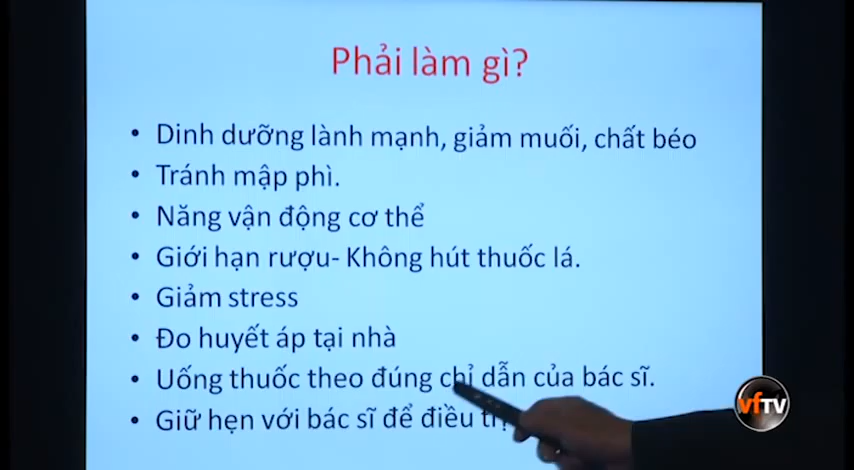 Phải làm gì?
• Dinh dưỡng lành mạnh, giảm muối, chất béo
• Tránh mập phì.
• Năng vận động cơ thể
• Giới hạn rượu- Không hút thuốc lá.
• Giảm stress
• Đo huyết áp tại nhà
• Uống thuốc theo đúng chỉ dẫn của bác sĩ.
• Giữ hẹn với bác sĩ để điều trị
vfTV